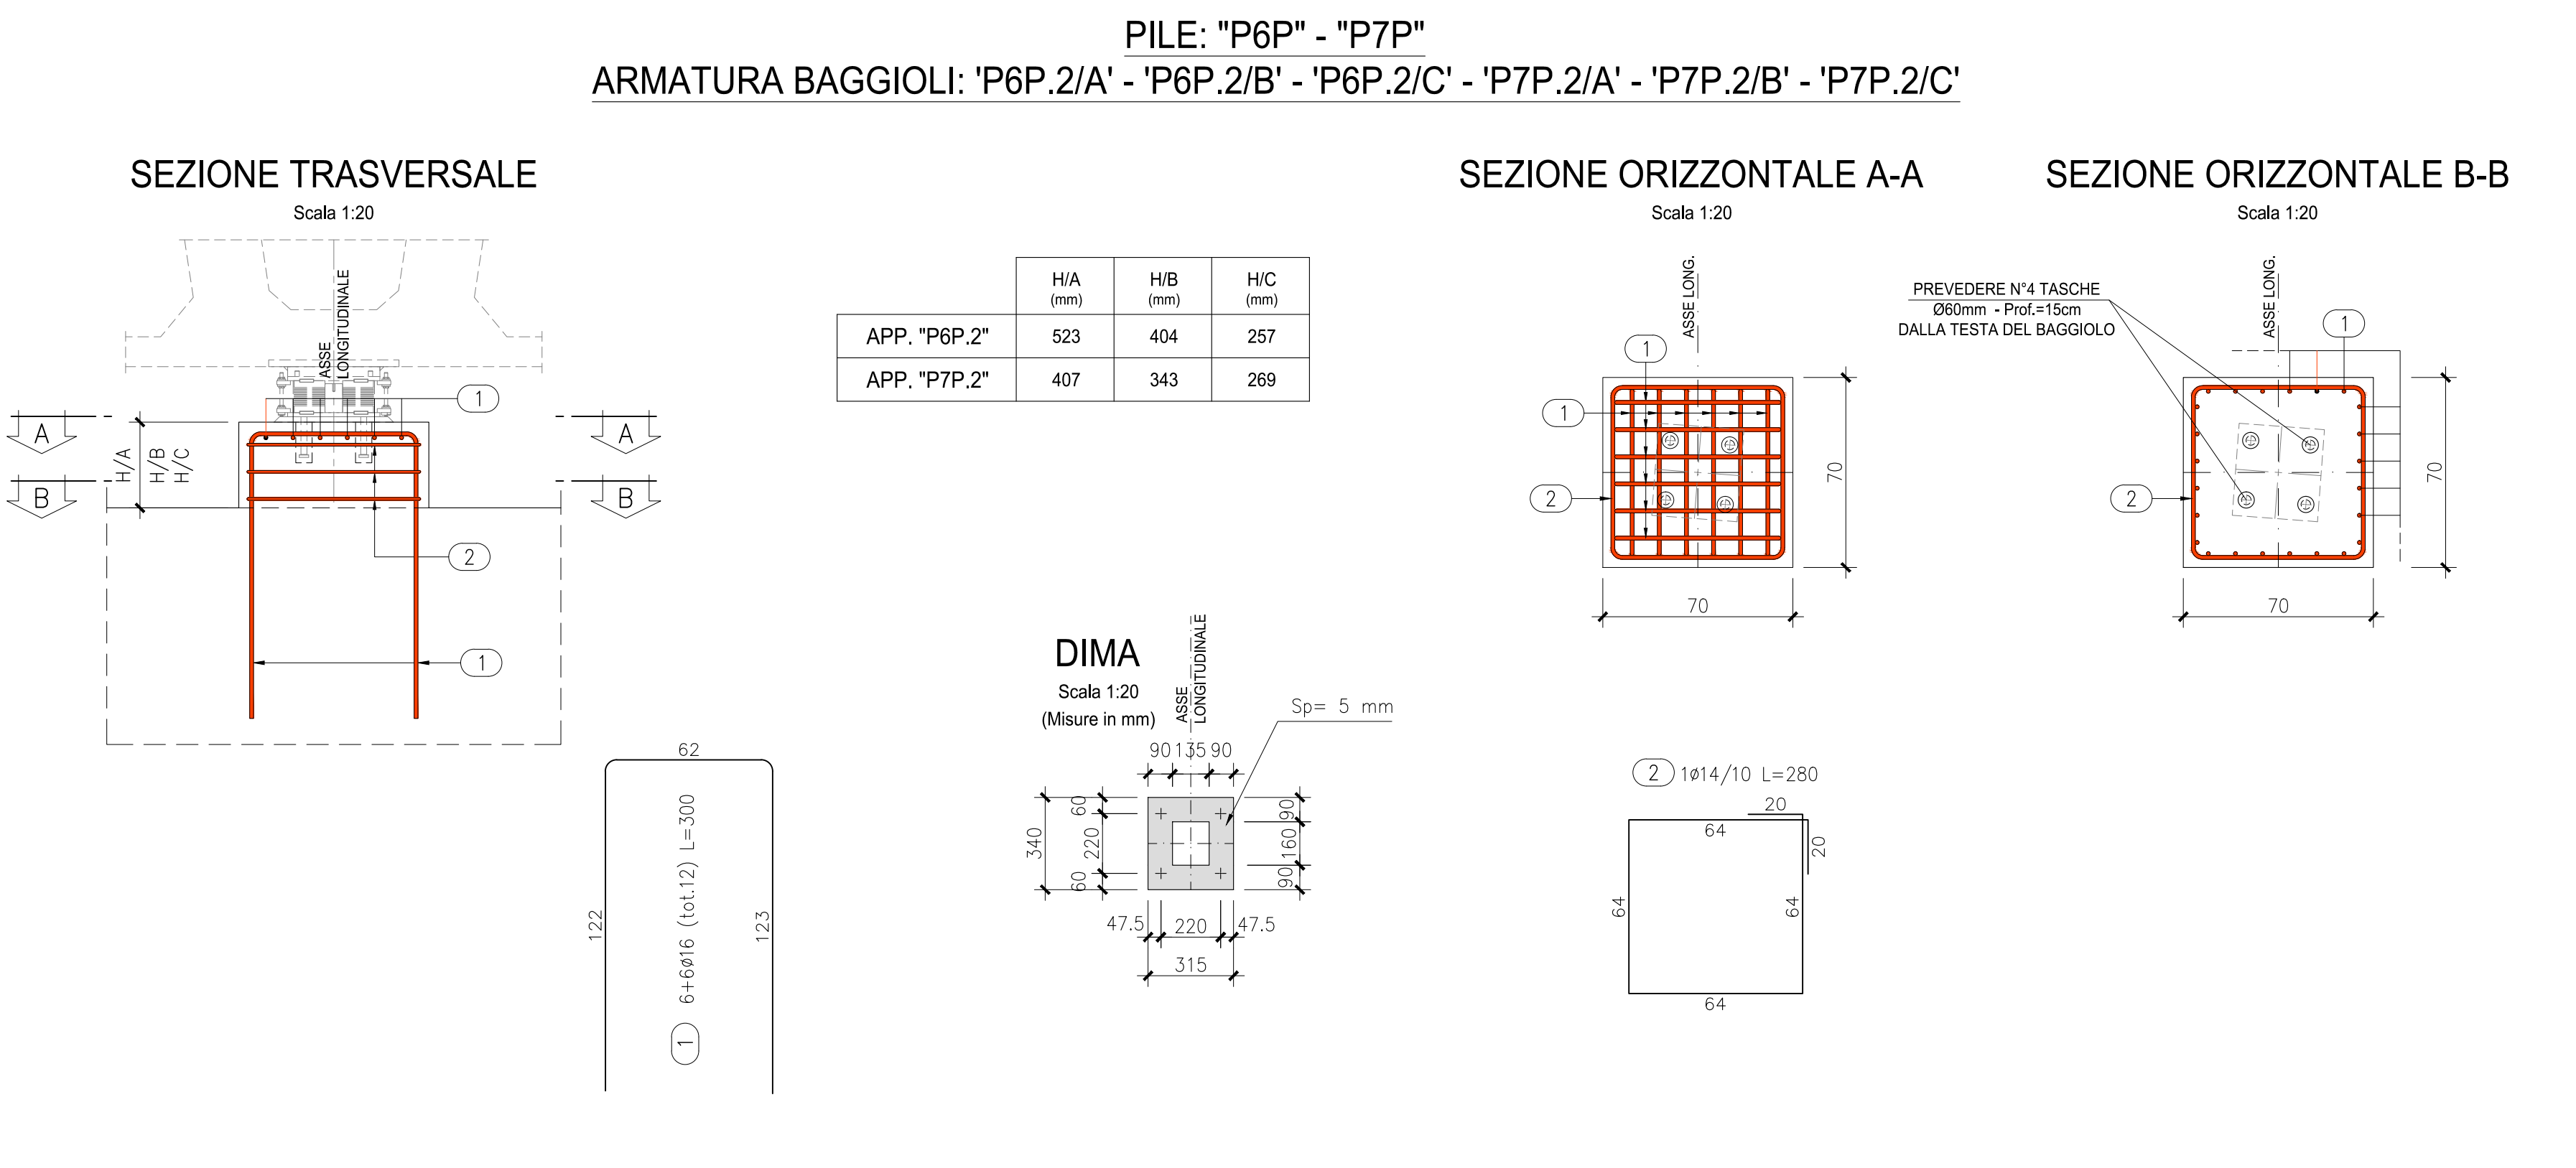 PILE: "P6P" - "P7P"
ARMATURA BAGGIOLI: 'P6P.2/A' - 'P6P.2/B' - 'P6P.2/C' - 'P7P.2/A' - 'P7P.2/B' - 'P7P.2/C'
SEZIONE TRASVERSALE
Scala 1:20
ASSE
LONGITUDINALE
1
A
A
H/A
H/B
H/C
B
B
2
1
62
122
123
1 6+6ø16 (tot.12) L=300
H/A H/B H/C
(mm) (mm) (mm)
APP. "P6P.2" 523 404 257
APP. "P7P.2" 407 343 269
DIMA
Scala 1:20
(Misure in mm)
ASSE
LONGITUDINALE
Sp= 5 mm
90 135 90
340
60
220
60
90
160
90
47.5 220 47.5
315
SEZIONE ORIZZONTALE A-A
Scala 1:20
ASSE LONG.
1
1
2
70
70
2 1ø14/10 L=280
20
64
20
64
64
64
SEZIONE ORIZZONTALE B-B
Scala 1:20
ASSE LONG.
PREVEDERE N°4 TASCHE
Ø60mm - Prof.=15cm
DALLA TESTA DEL BAGGIOLO
1
2
70
70